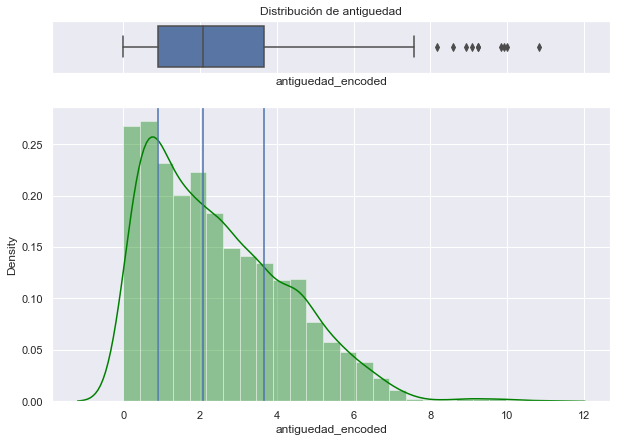 Distribución de antiguedad
antiguedad_encoded
0.25
0.20
0.15
0.10
0.05
0.00
Density
0 2 4 6 8 10 12
antiguedad_encoded